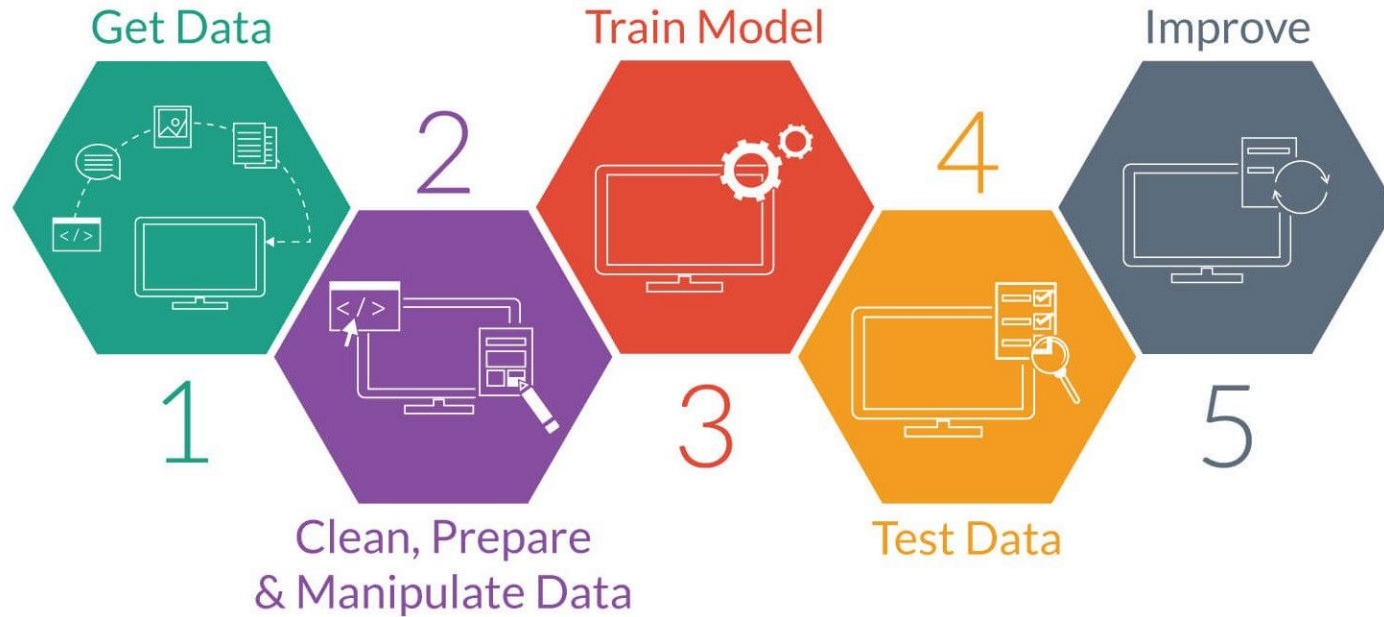 Get Data
1
2
Clean, Prepare
& Manipulate Data
Train Model
3
4
Test Data
Improve
5